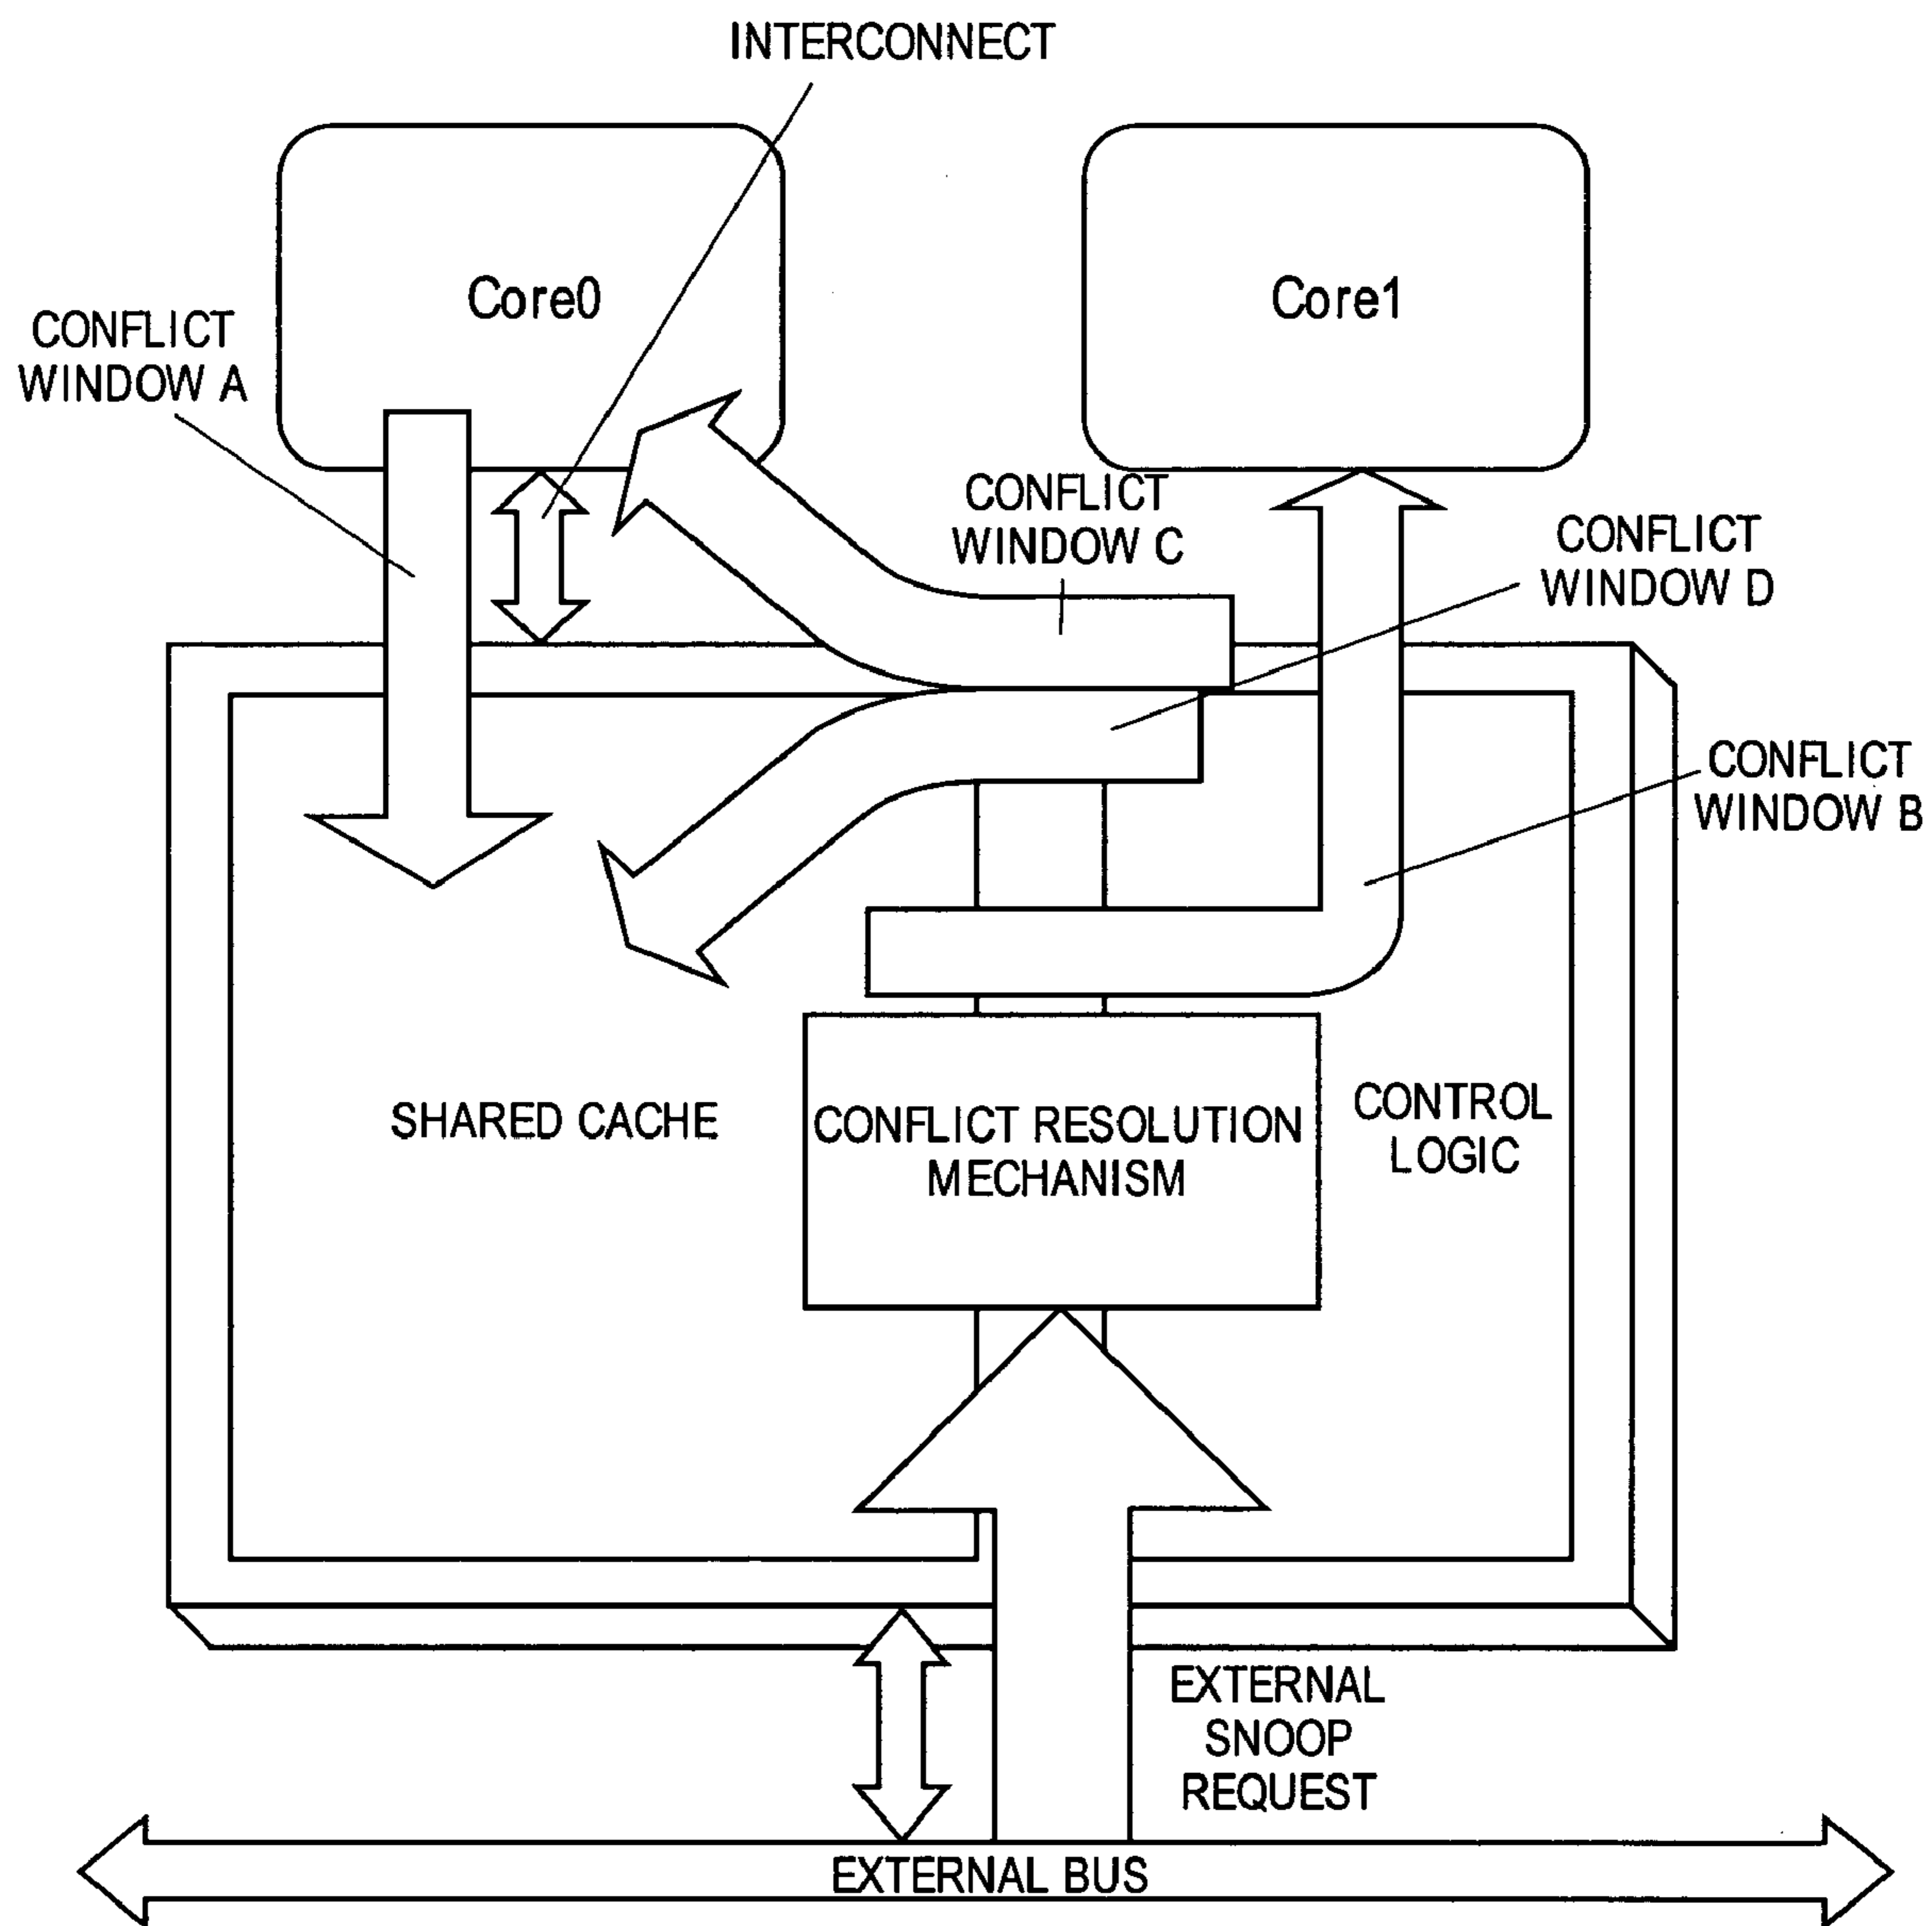 INTERCONNECT
Core0
Core1
CONFLICT
WINDOW A
CONFLICT
WINDOW C
CONFLICT
WINDOW D
CONFLICT
WINDOW B
SHARED CACHE
CONFLICT RESOLUTION
MECHANISM
CONTROL
LOGIC
EXTERNAL
SNOOP
REQUEST
EXTERNAL BUS